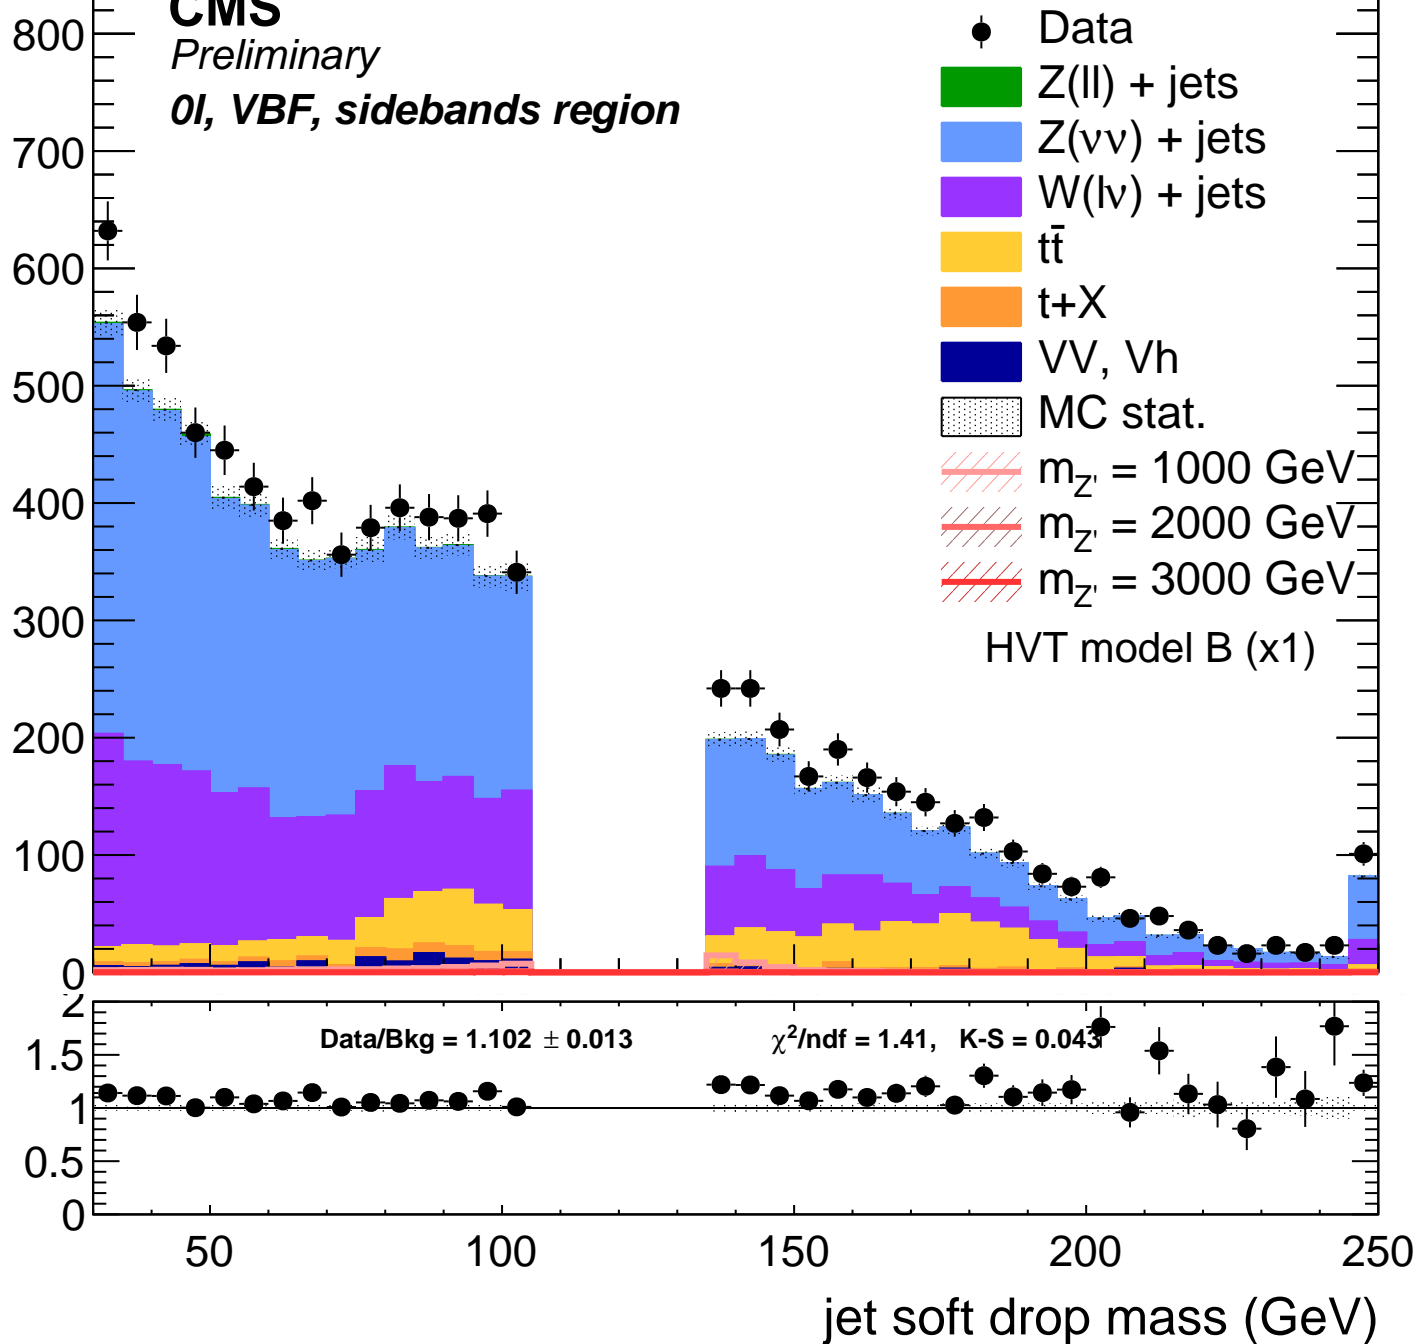 CMS
Preliminary
0l, VBF, sidebands region
Data
Z(ll) + jets
Z(νν) + jets
W(lν) + jets
tt̄
t+X
VV, Vh
MC stat.
m_Z' = 1000 GeV
m_Z' = 2000 GeV
m_Z' = 3000 GeV
HVT model B (x1)
800
700
600
500
400
300
200
100
0
Data/Bkg = 1.102 ± 0.013
χ²/ndf = 1.41, K-S = 0.043
2
1.5
1
0.5
0
50 100 150 200 250
jet soft drop mass (GeV)